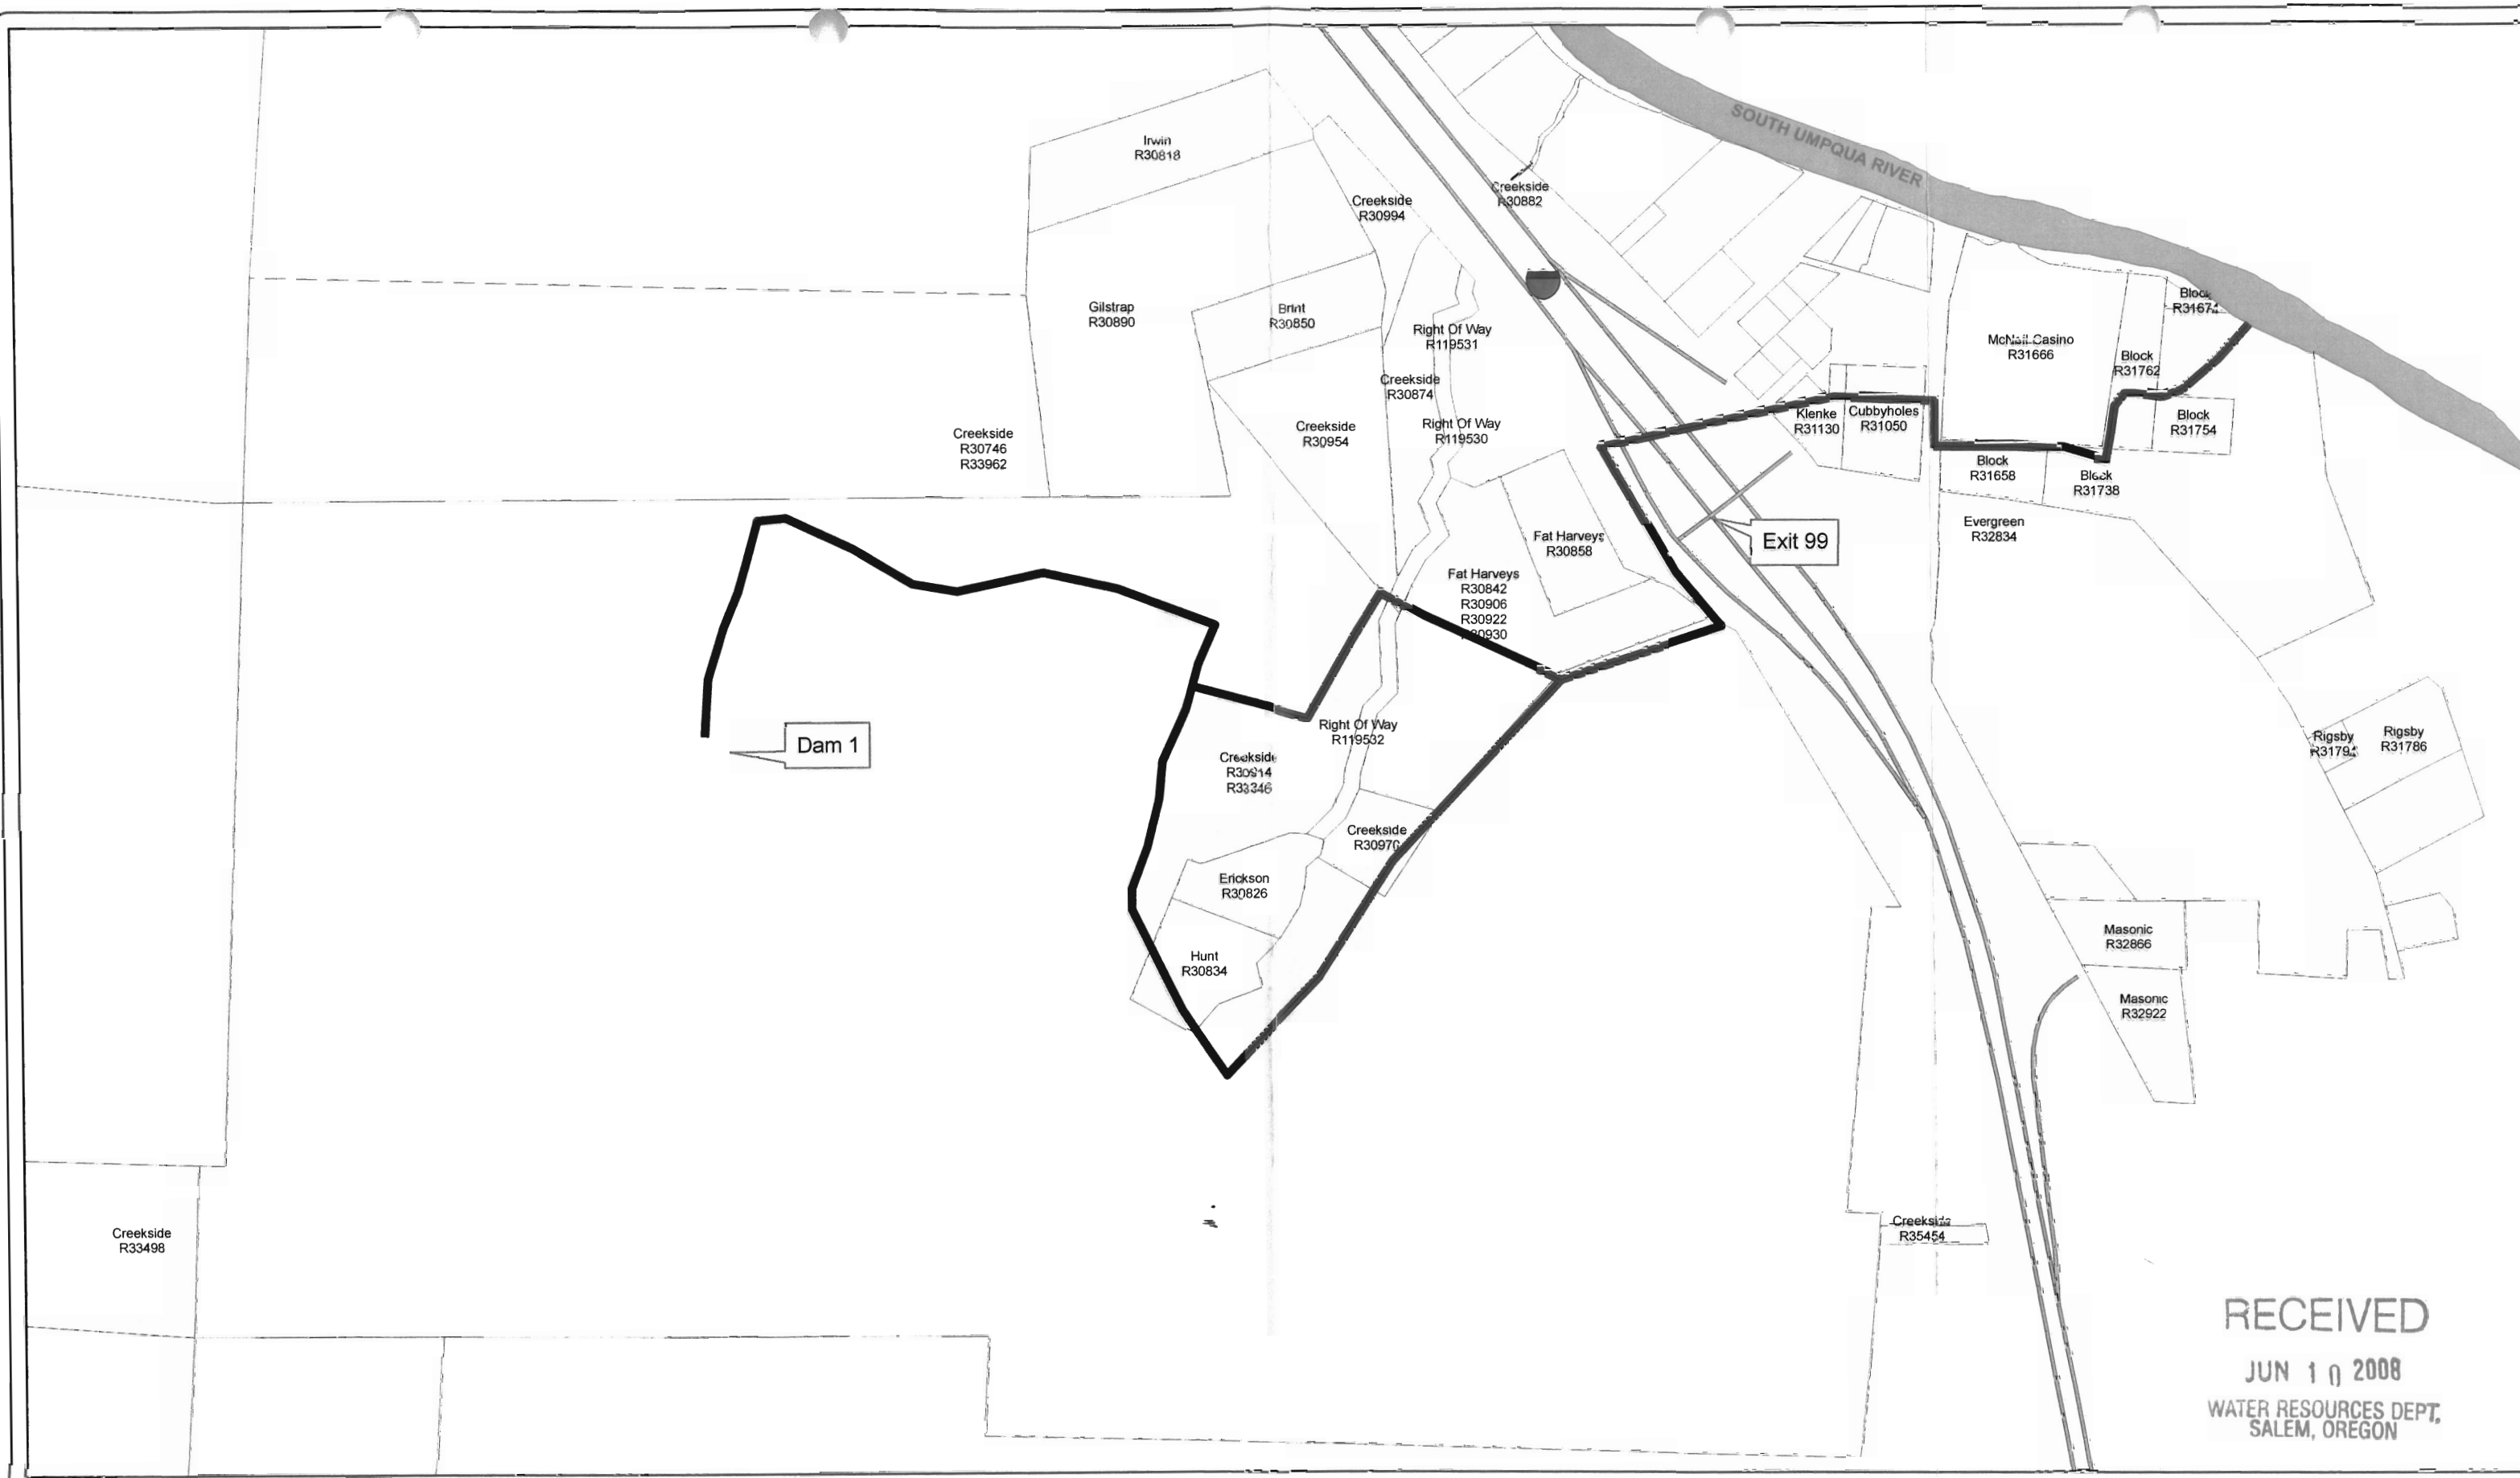 SOUTH UMPQUA RIVER
Irwin
R30818
Creekside
R30994
Creekside
R30882
Gilstrap
R30890
Brint
R30850
Right Of Way
R119531
Creekside
R30874
Right Of Way
R119530
Creekside
R30954
Creekside
R30746
R33962
McNail Casino
R31666
Block
Block
R31762
Block
R31754
Klenke
R31130
Cubbyholes
R31050
Block
R31658
Block
R31738
Evergreen
R32834
Exit 99
Fat Harveys
R30858
Fat Harveys
R30842
R30906
R30922
R30930
Dam 1
Right Of Way
R119532
Creekside
R30914
R33346
Creekside
Erickson
R30826
Hunt
R30834
Rigsby
Rigsby
R31786
Masonic
R32866
Masonic
R32922
Creekside
R33498
Creekside
R35454
RECEIVED
JUN 10 2008
WATER RESOURCES DEPT.
SALEM, OREGON